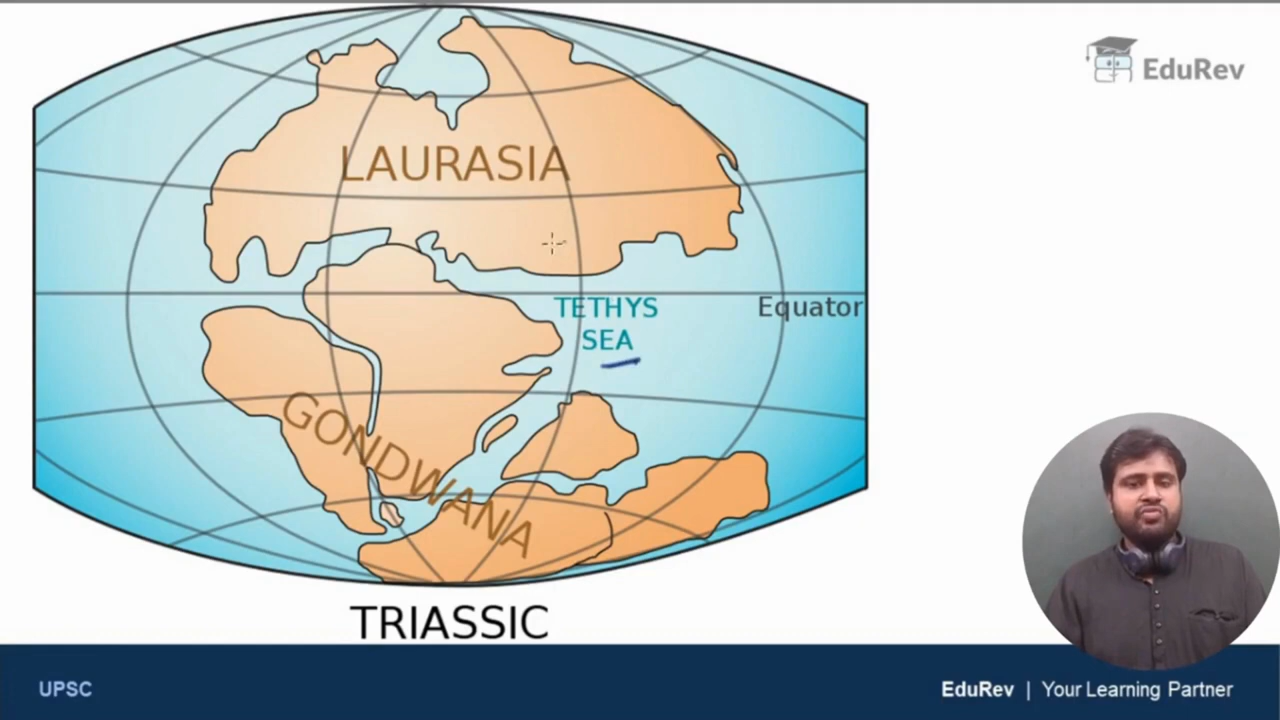 EduRev
LAURASIA
TETHYS
SEA
Equator
GONDWANA
TRIASSIC
UPSC
EduRev | Your Learning Partner